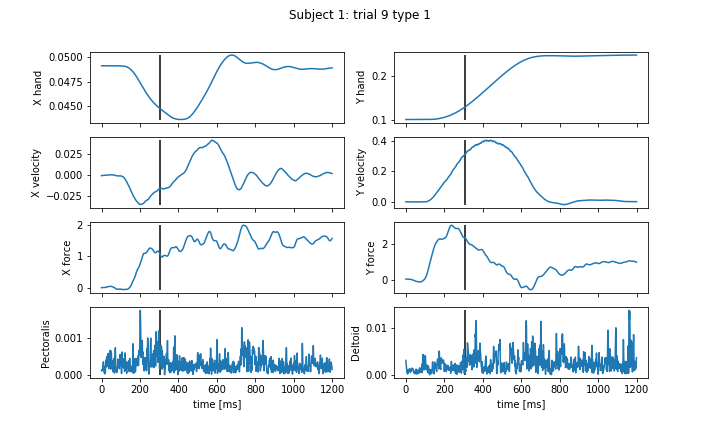 Subject 1: trial 9 type 1
X hand
0.0500
0.0475
0.0450
Y hand
0.2
0.1
X velocity
0.025
0.000
−0.025
Y velocity
0.4
0.2
0.0
X force
2
1
0
Y force
2
0
Pectoralis
0.001
0.000
0 200 400 600 800 1000 1200
time [ms]
Deltoid
0.01
0.00
0 200 400 600 800 1000 1200
time [ms]